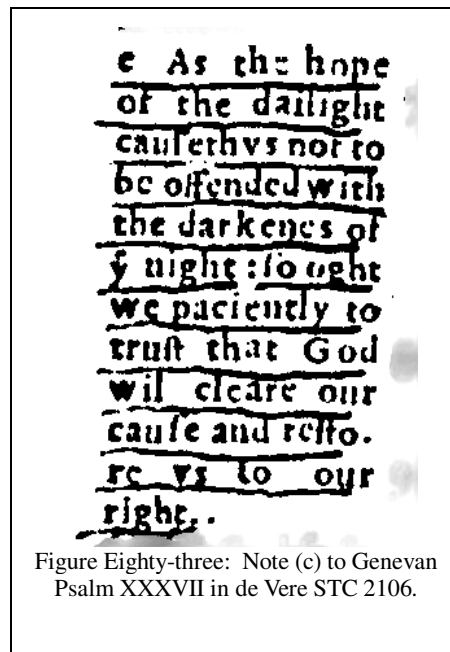 c As the hope
of the dailight
cauſethvs not to
be offended with
the darkenes of
ẏ night : ſo oght
we paciently to
truſt that God
wil cleare our
cauſe and reſto-
re vs to our
right.
Figure Eighty-three: Note (c) to Genevan
Psalm XXXVII in de Vere STC 2106.